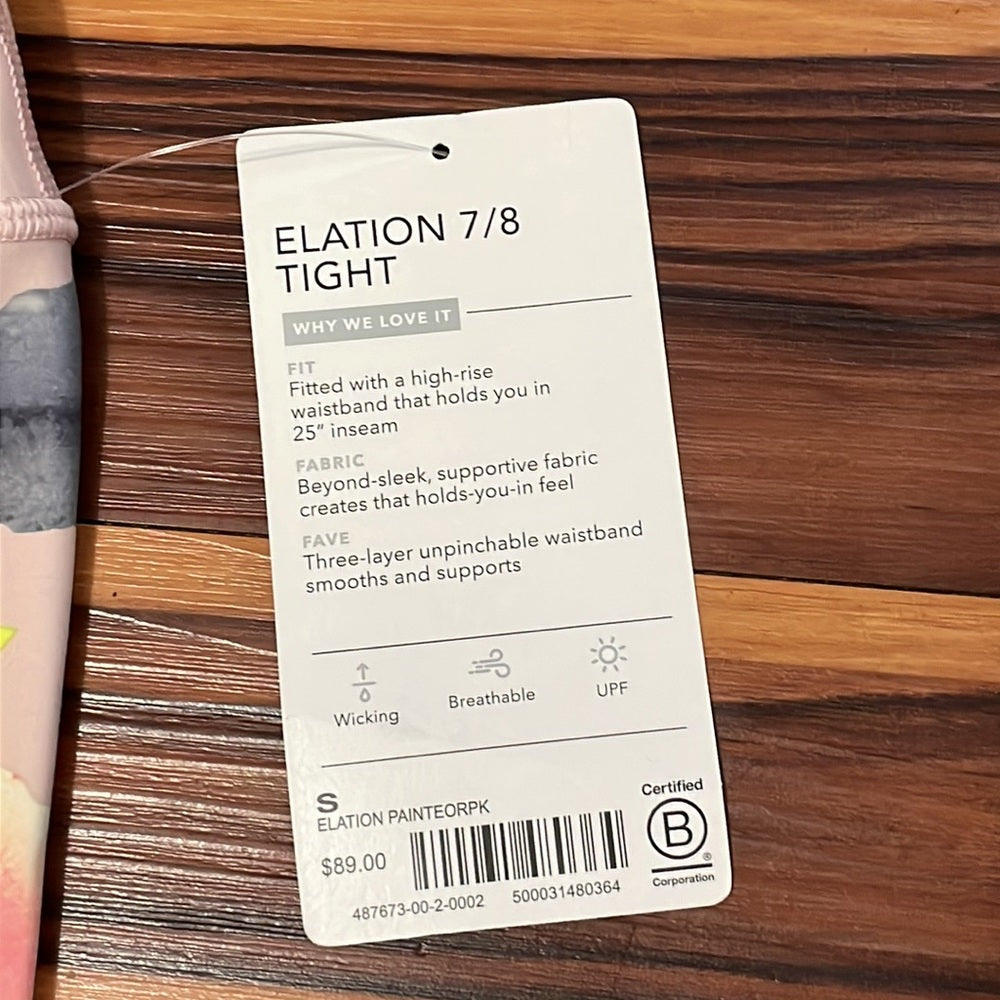 ELATION 7/8
TIGHT
WHY WE LOVE IT
FIT
Fitted with a high-rise
waistband that holds you in
25" inseam
FABRIC
Beyond-sleek, supportive fabric
creates that holds-you-in feel
FAVE
Three-layer unpinchable waistband
smooths and supports
Wicking
Breathable
UPF
S
ELATION PAINTEORPK
$89.00
487673-00-2-0002
500031480364
Certified
B
®
Corporation